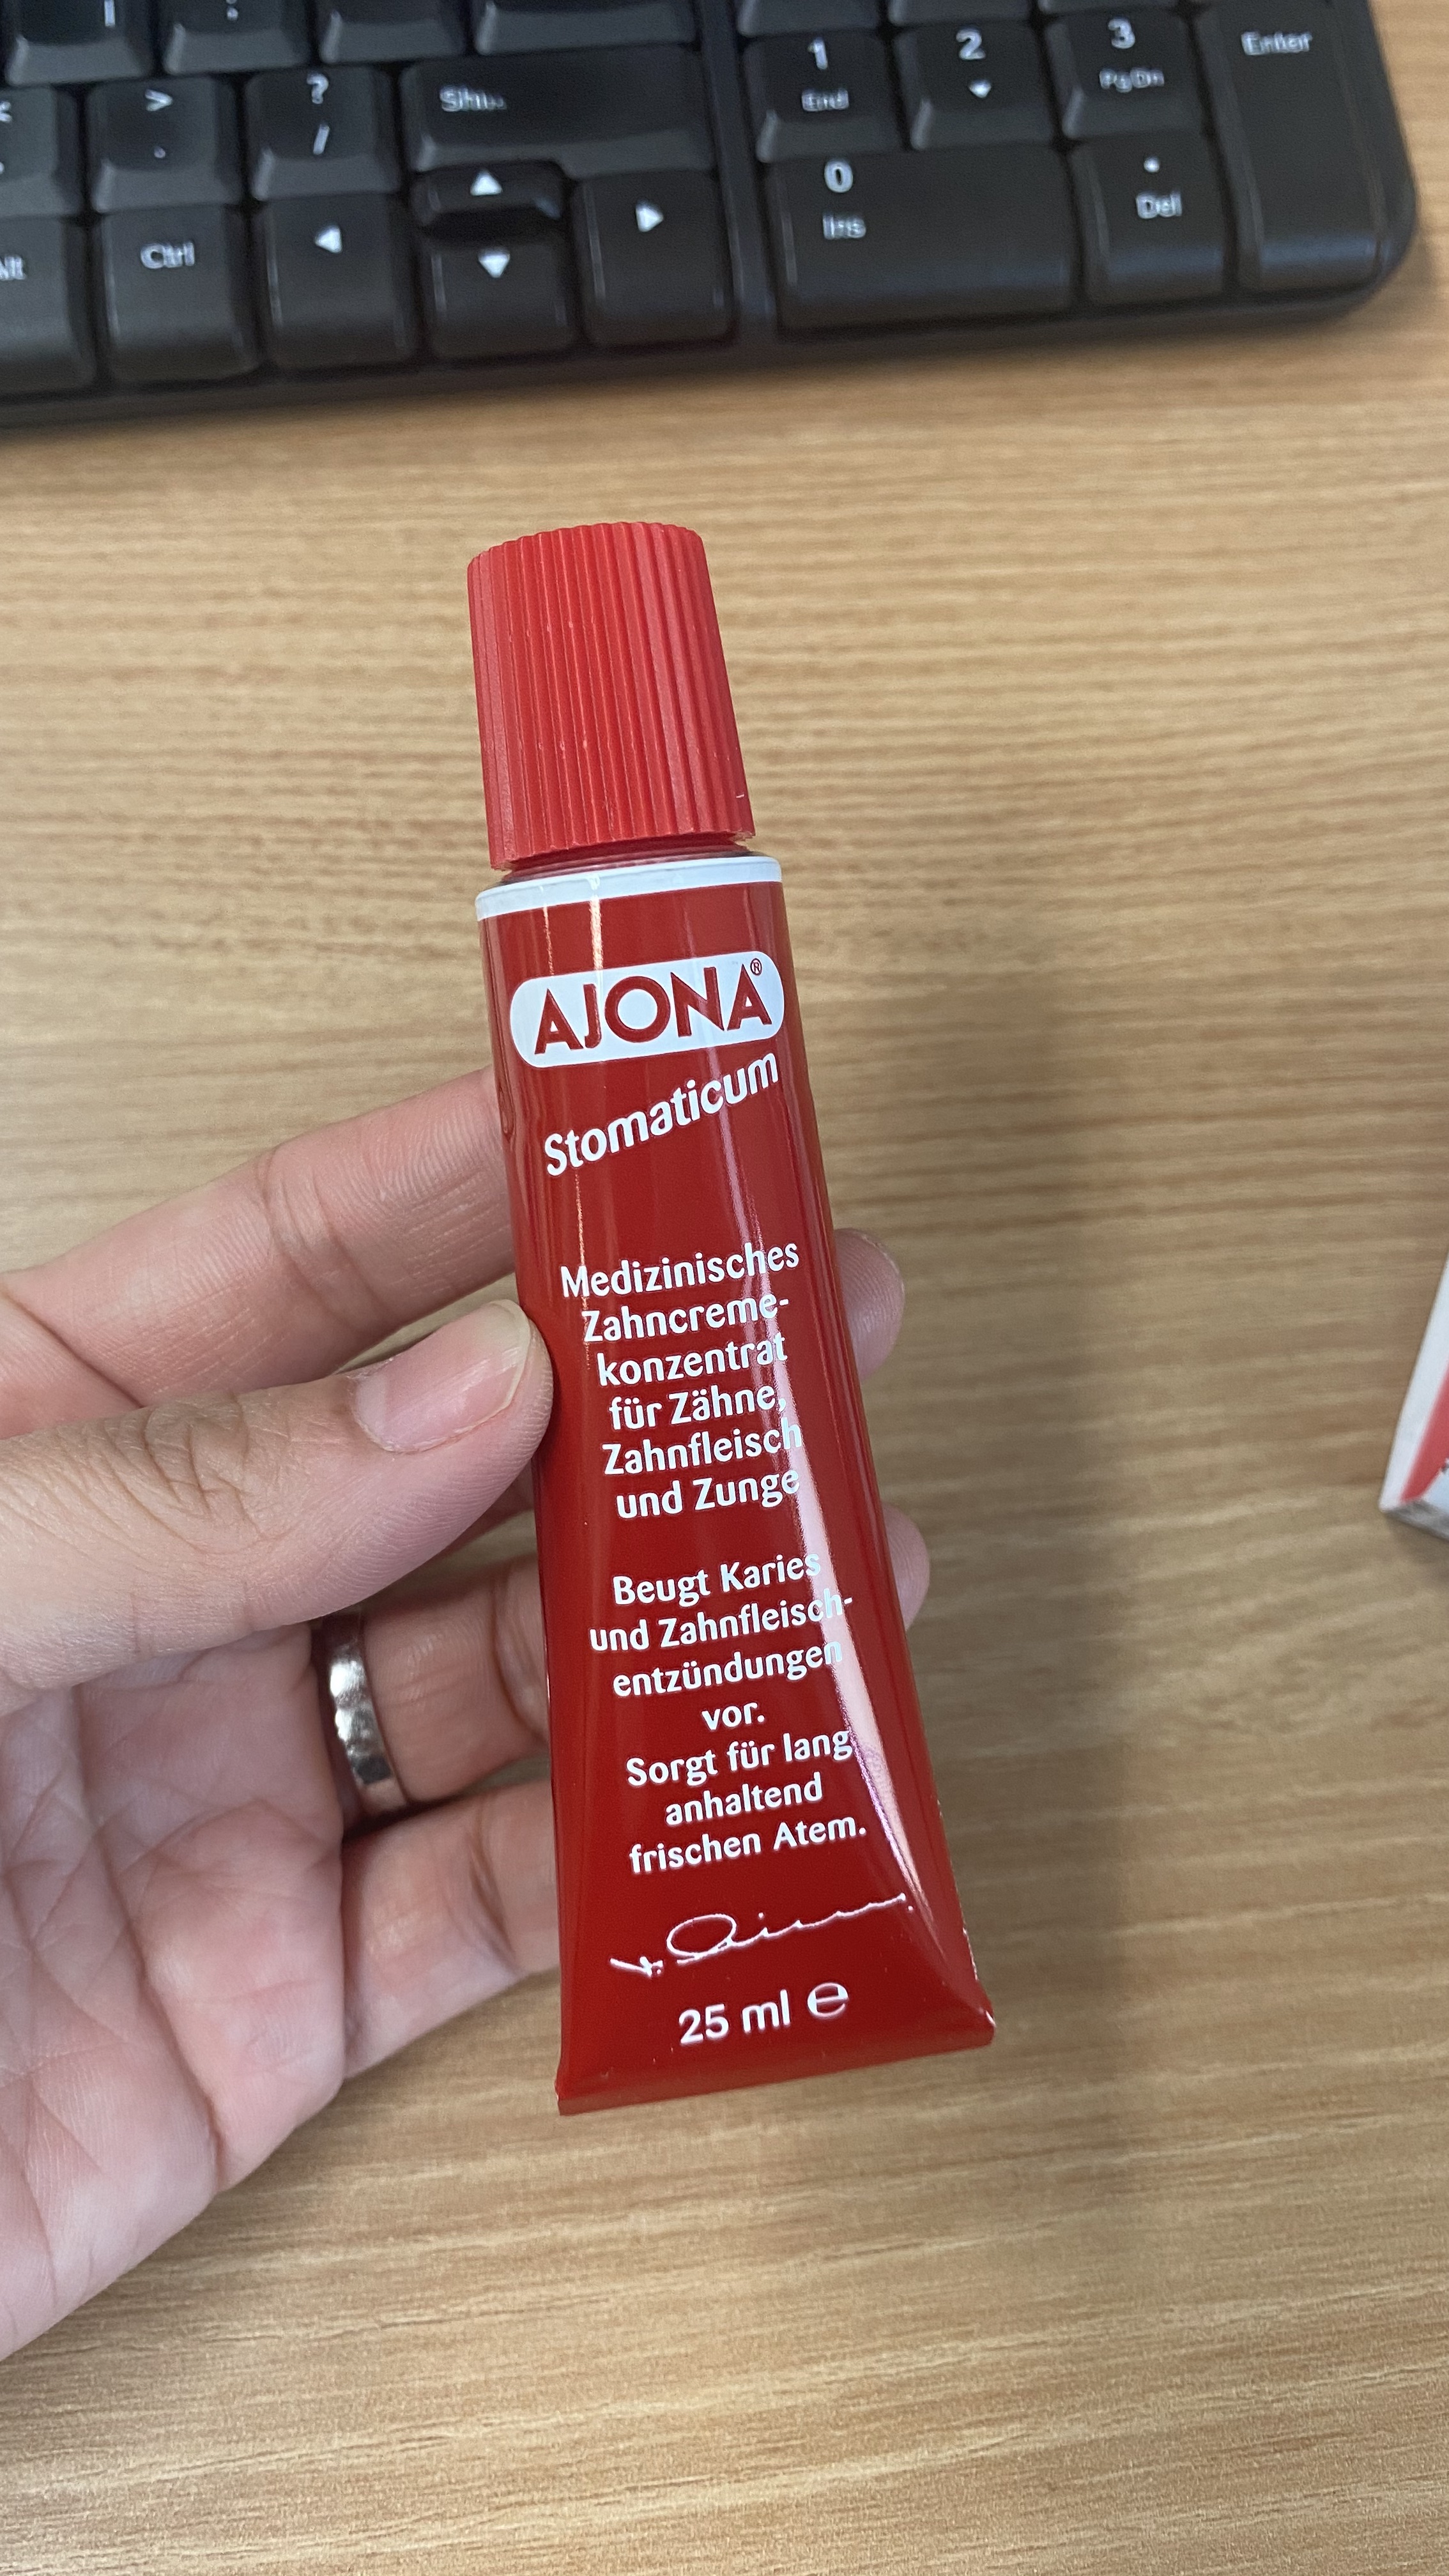 >
.
?
/
Ctrl
1
End
2
3
PgDn
Enter
0
Ins
.
Del
AJONA®
Stomaticum
Medizinisches
Zahncreme-
konzentrat
für Zähne,
Zahnfleisch
und Zunge
Beugt Karies
und Zahnfleisch-
entzündungen
vor.
Sorgt für lang
anhaltend
frischen Atem.
25 ml ℮